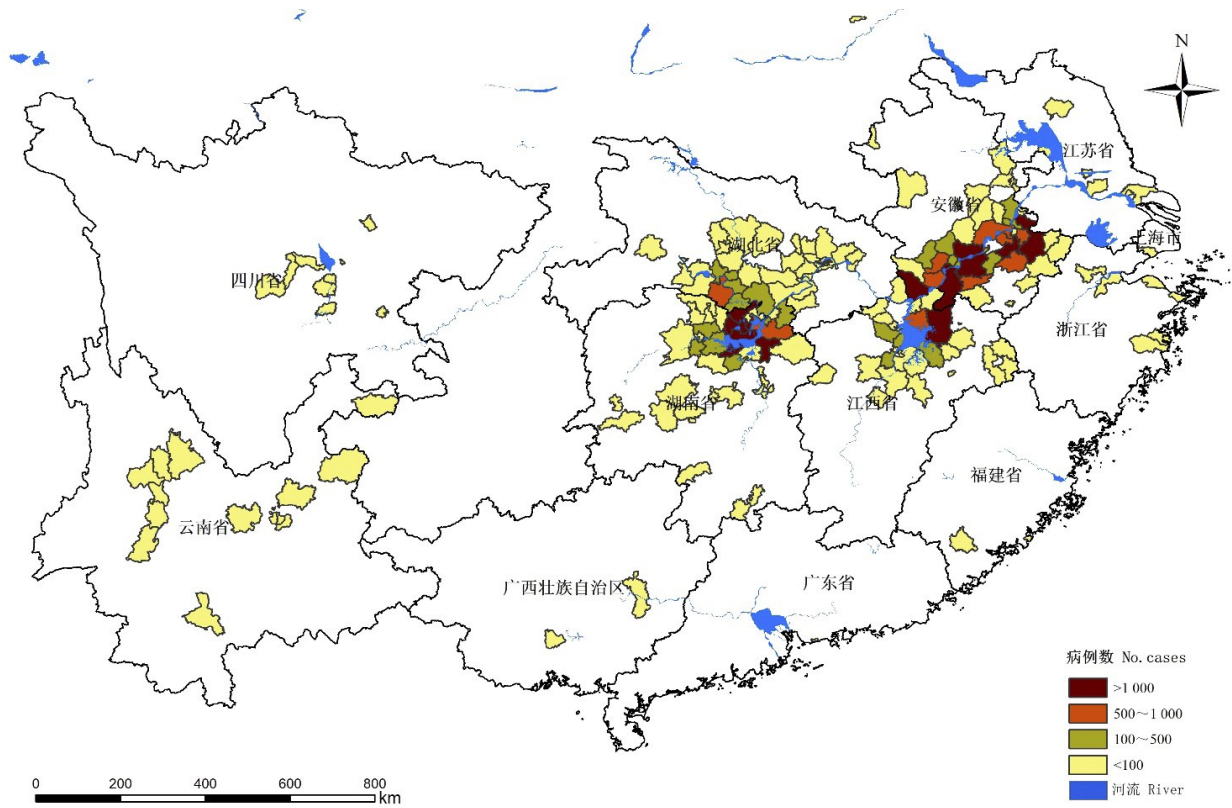 N
江苏省
安徽省
上海市
湖北省
四川省
浙江省
湖南省
江西省
福建省
云南省
广西壮族自治区
广东省
病例数 No.cases
>1 000
500～1 000
100～500
<100
河流 River
0 200 400 600 800
km